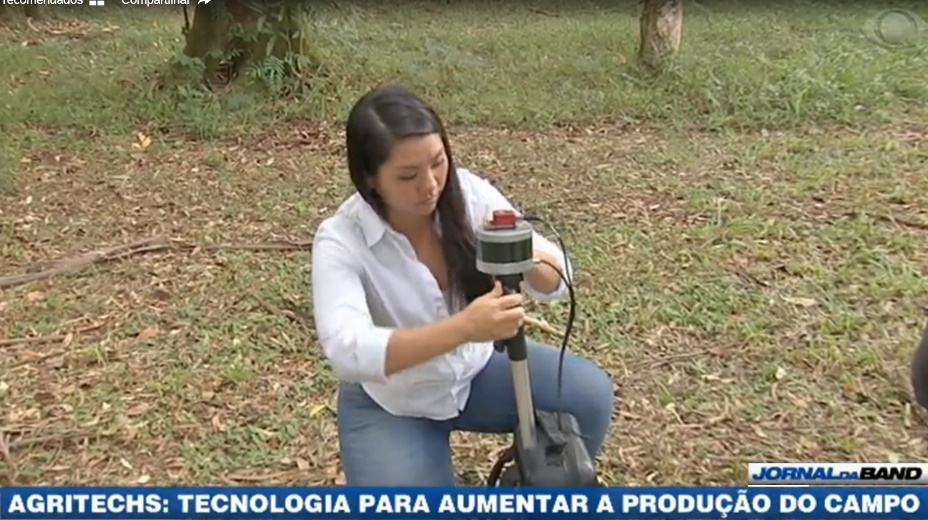 recomendados Compartilhar
JORNAL DA BAND
AGRITECHS: TECNOLOGIA PARA AUMENTAR A PRODUÇÃO DO CAMPO